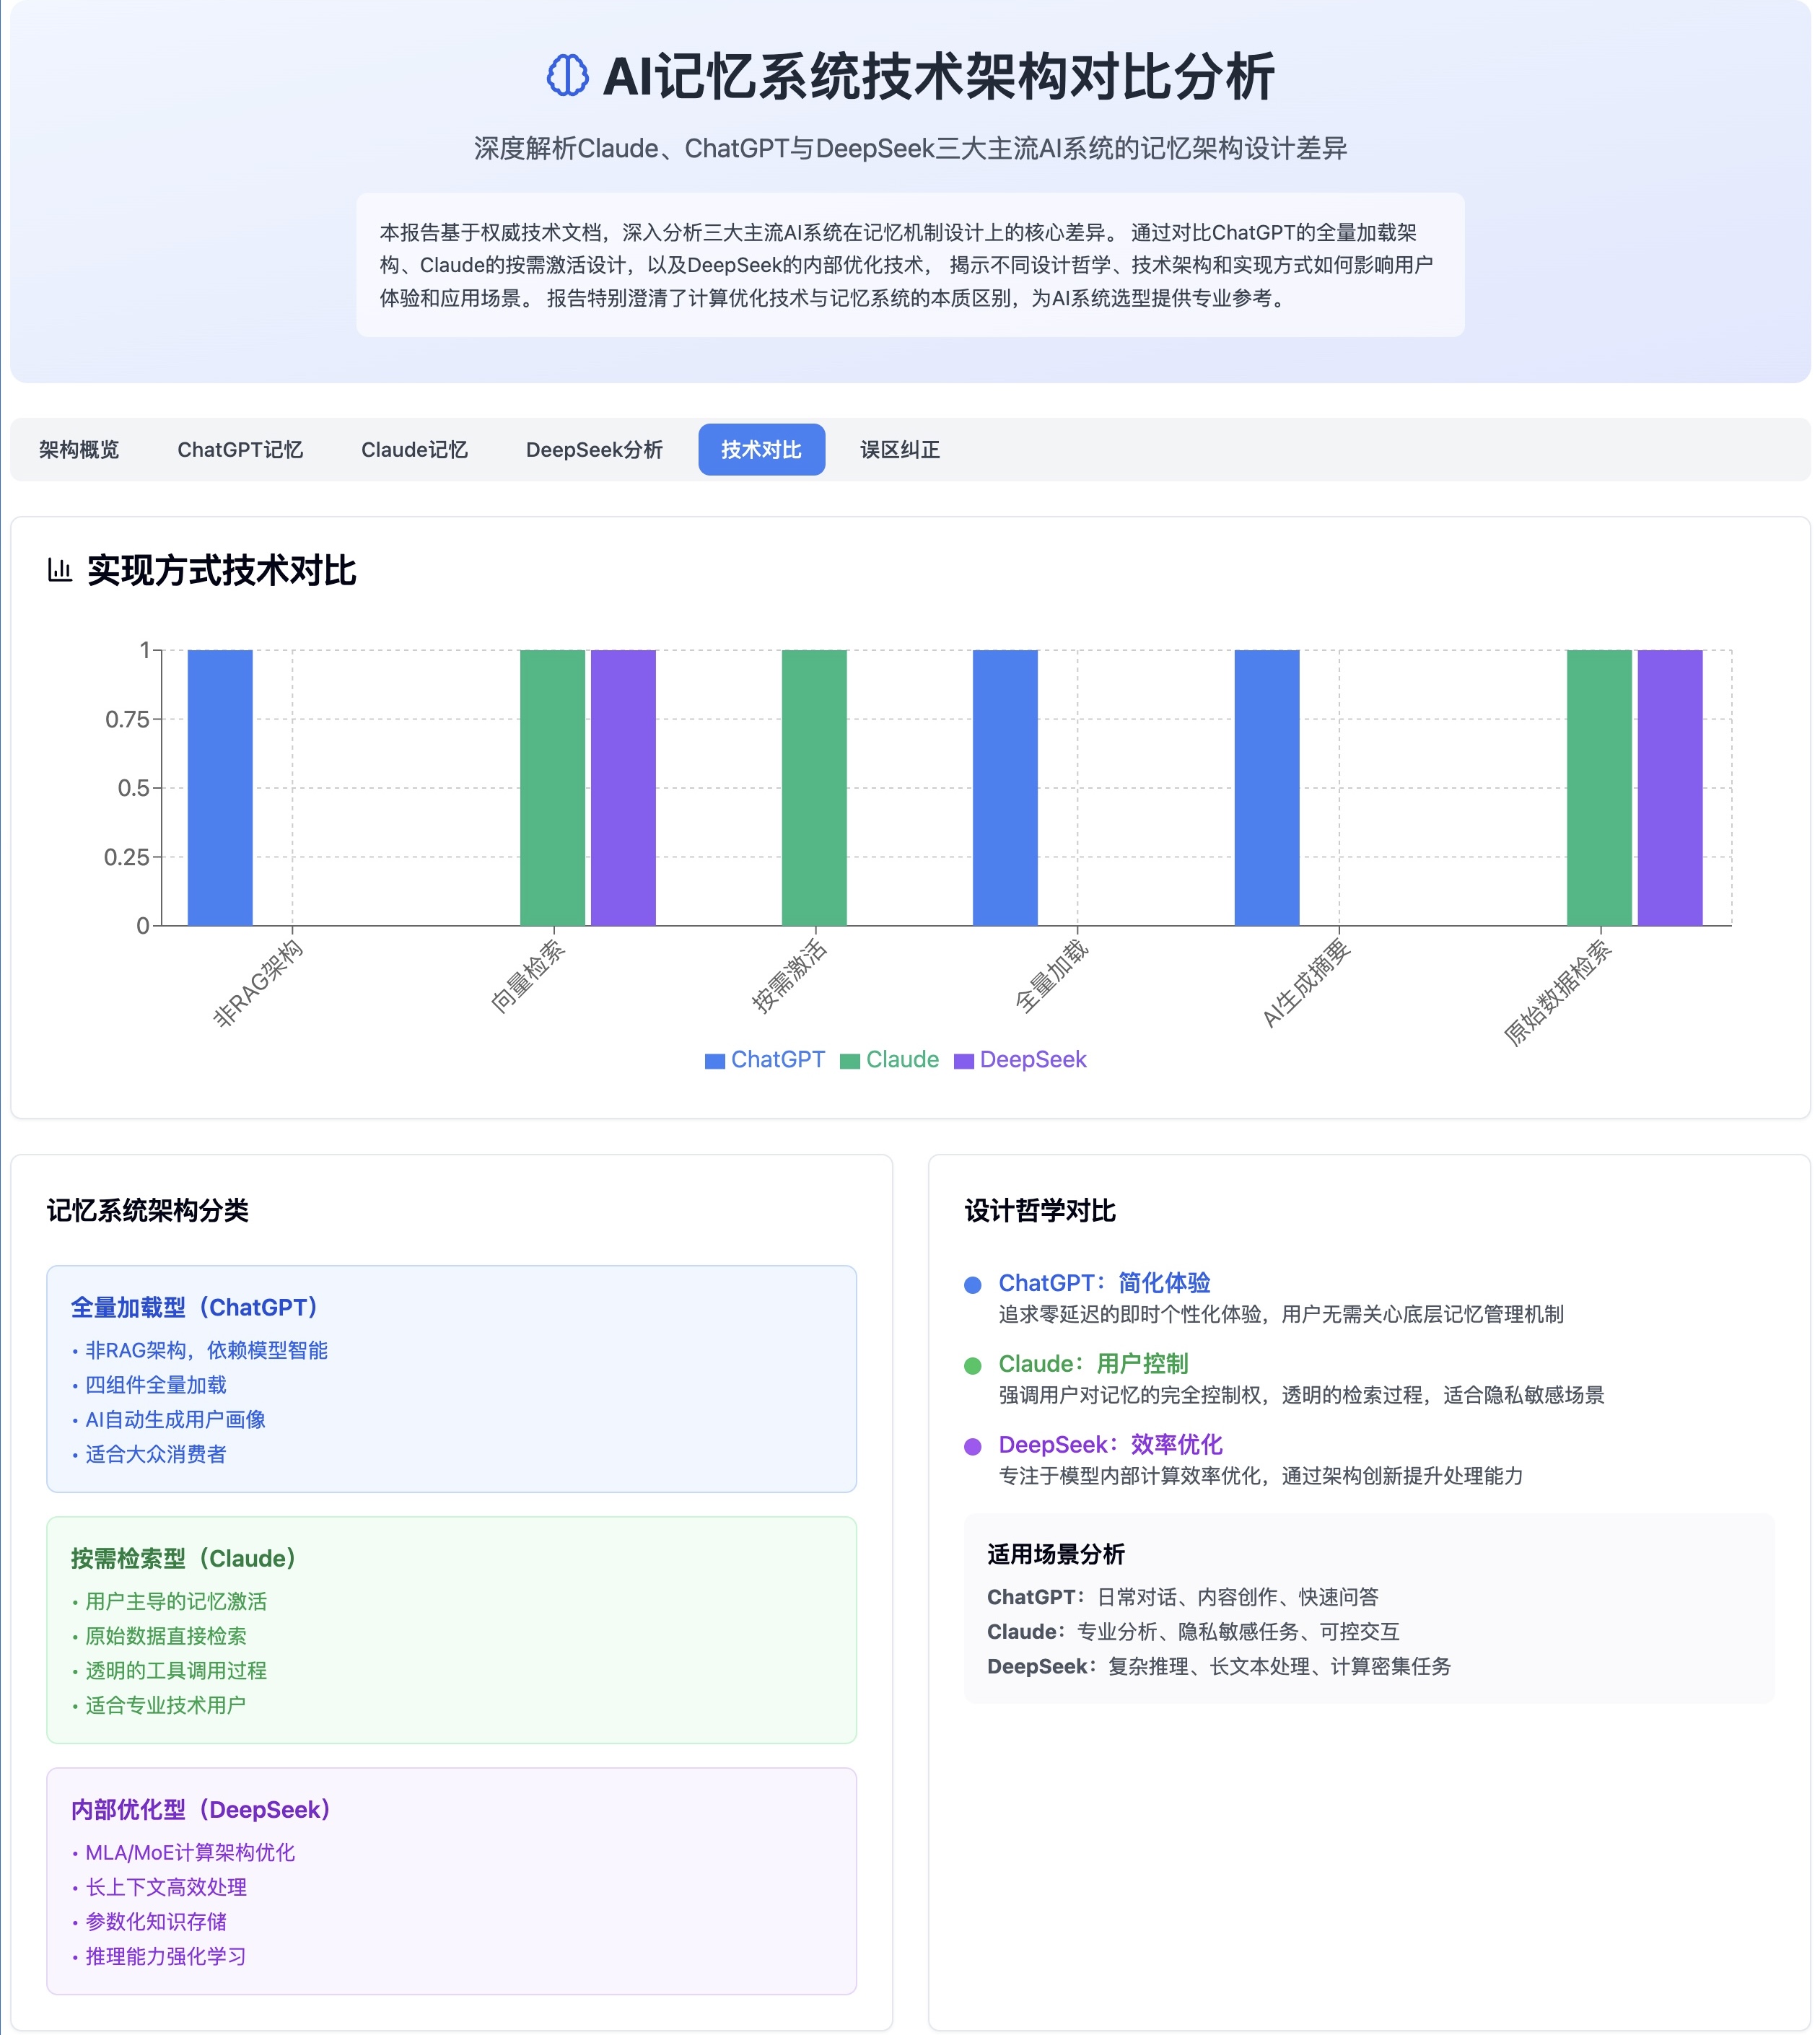 AI记忆系统技术架构对比分析
深度解析Claude、ChatGPT与DeepSeek三大主流AI系统的记忆架构设计差异
本报告基于权威技术文档，深入分析三大主流AI系统在记忆机制设计上的核心差异。 通过对比ChatGPT的全量加载架
构、Claude的按需激活设计，以及DeepSeek的内部优化技术， 揭示不同设计哲学、技术架构和实现方式如何影响用户
体验和应用场景。 报告特别澄清了计算优化技术与记忆系统的本质区别，为AI系统选型提供专业参考。
架构概览 ChatGPT记忆 Claude记忆 DeepSeek分析 技术对比 误区纠正
实现方式技术对比
1
0.75
0.5
0.25
0
非RAG架构 向量检索 按需激活 全量加载 AI生成摘要 原始数据检索
ChatGPT Claude DeepSeek
记忆系统架构分类
全量加载型（ChatGPT）
• 非RAG架构，依赖模型智能
• 四组件全量加载
• AI自动生成用户画像
• 适合大众消费者
按需检索型（Claude）
• 用户主导的记忆激活
• 原始数据直接检索
• 透明的工具调用过程
• 适合专业技术用户
内部优化型（DeepSeek）
• MLA/MoE计算架构优化
• 长上下文高效处理
• 参数化知识存储
• 推理能力强化学习
设计哲学对比
ChatGPT：简化体验
追求零延迟的即时个性化体验，用户无需关心底层记忆管理机制
Claude：用户控制
强调用户对记忆的完全控制权，透明的检索过程，适合隐私敏感场景
DeepSeek：效率优化
专注于模型内部计算效率优化，通过架构创新提升处理能力
适用场景分析
ChatGPT：日常对话、内容创作、快速问答
Claude：专业分析、隐私敏感任务、可控交互
DeepSeek：复杂推理、长文本处理、计算密集任务